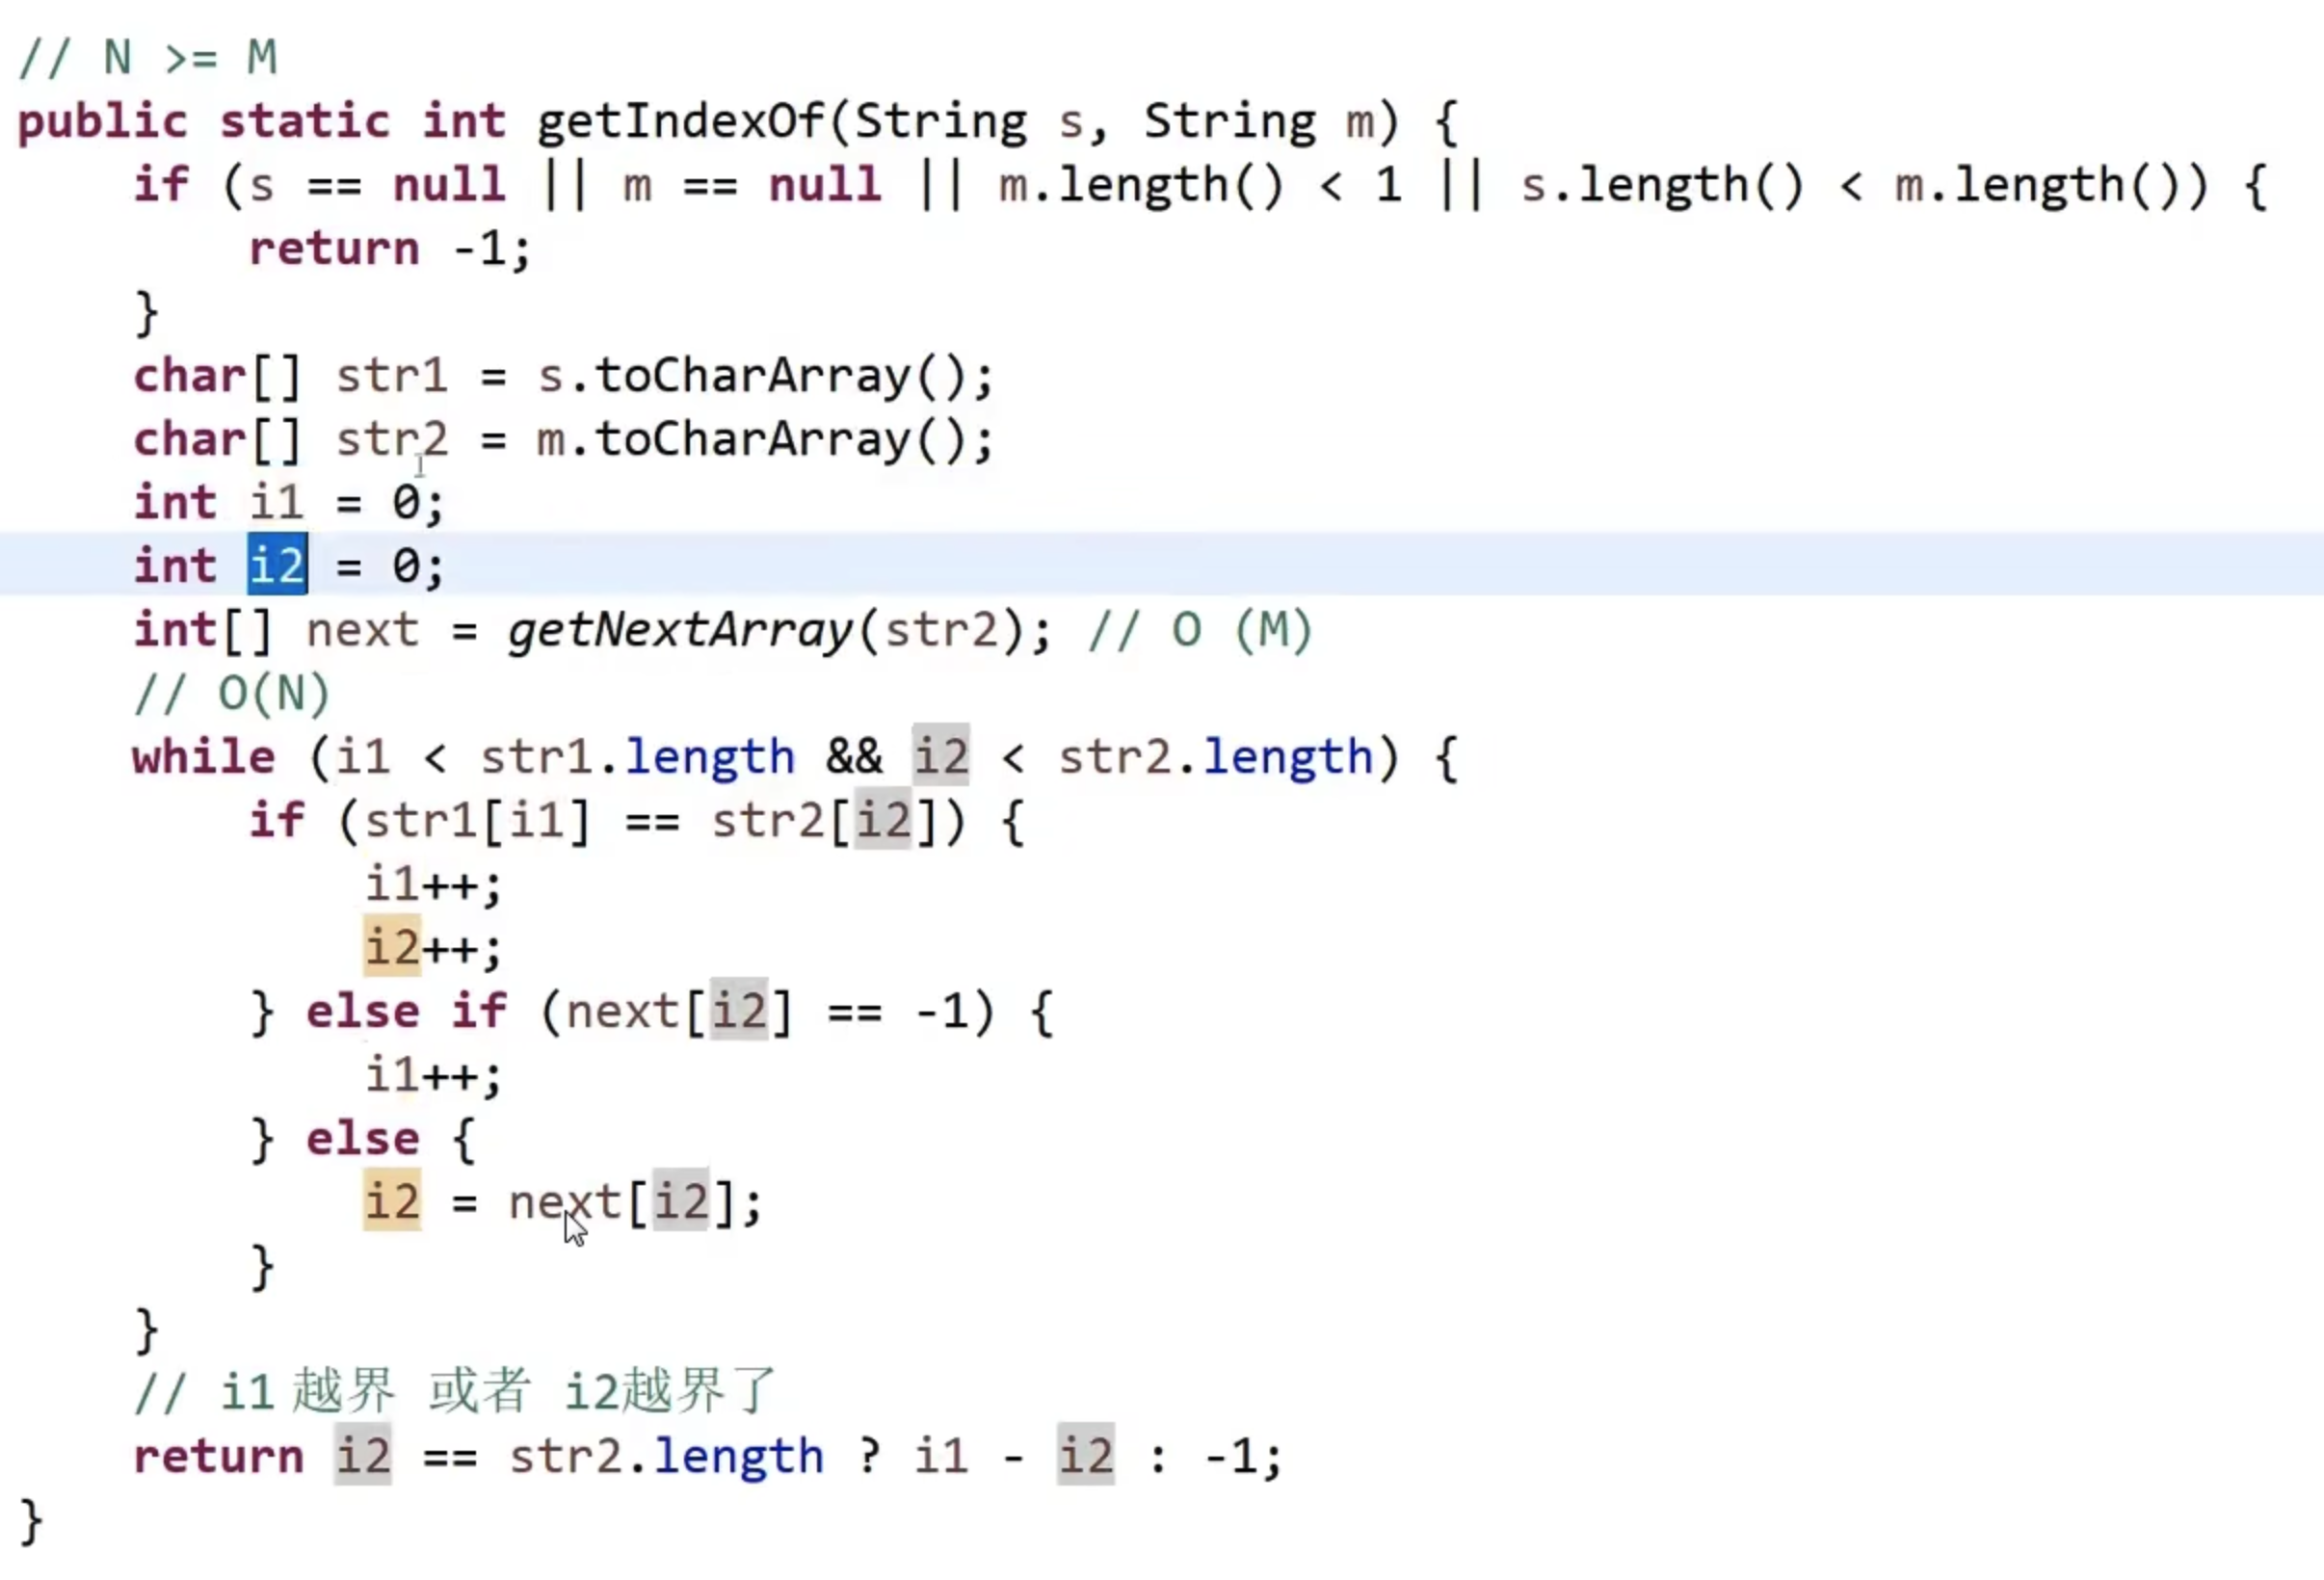 // N >= M
public static int getIndexOf(String s, String m) {
    if (s == null || m == null || m.length() < 1 || s.length() < m.length()) {
        return -1;
    }
    char[] str1 = s.toCharArray();
    char[] str2 = m.toCharArray();
    int i1 = 0;
    int i2 = 0;
    int[] next = getNextArray(str2); // O (M)
    // O(N)
    while (i1 < str1.length && i2 < str2.length) {
        if (str1[i1] == str2[i2]) {
            i1++;
            i2++;
        } else if (next[i2] == -1) {
            i1++;
        } else {
            i2 = next[i2];
        }
    }
    // i1 越界 或者 i2越界了
    return i2 == str2.length ? i1 - i2 : -1;
}